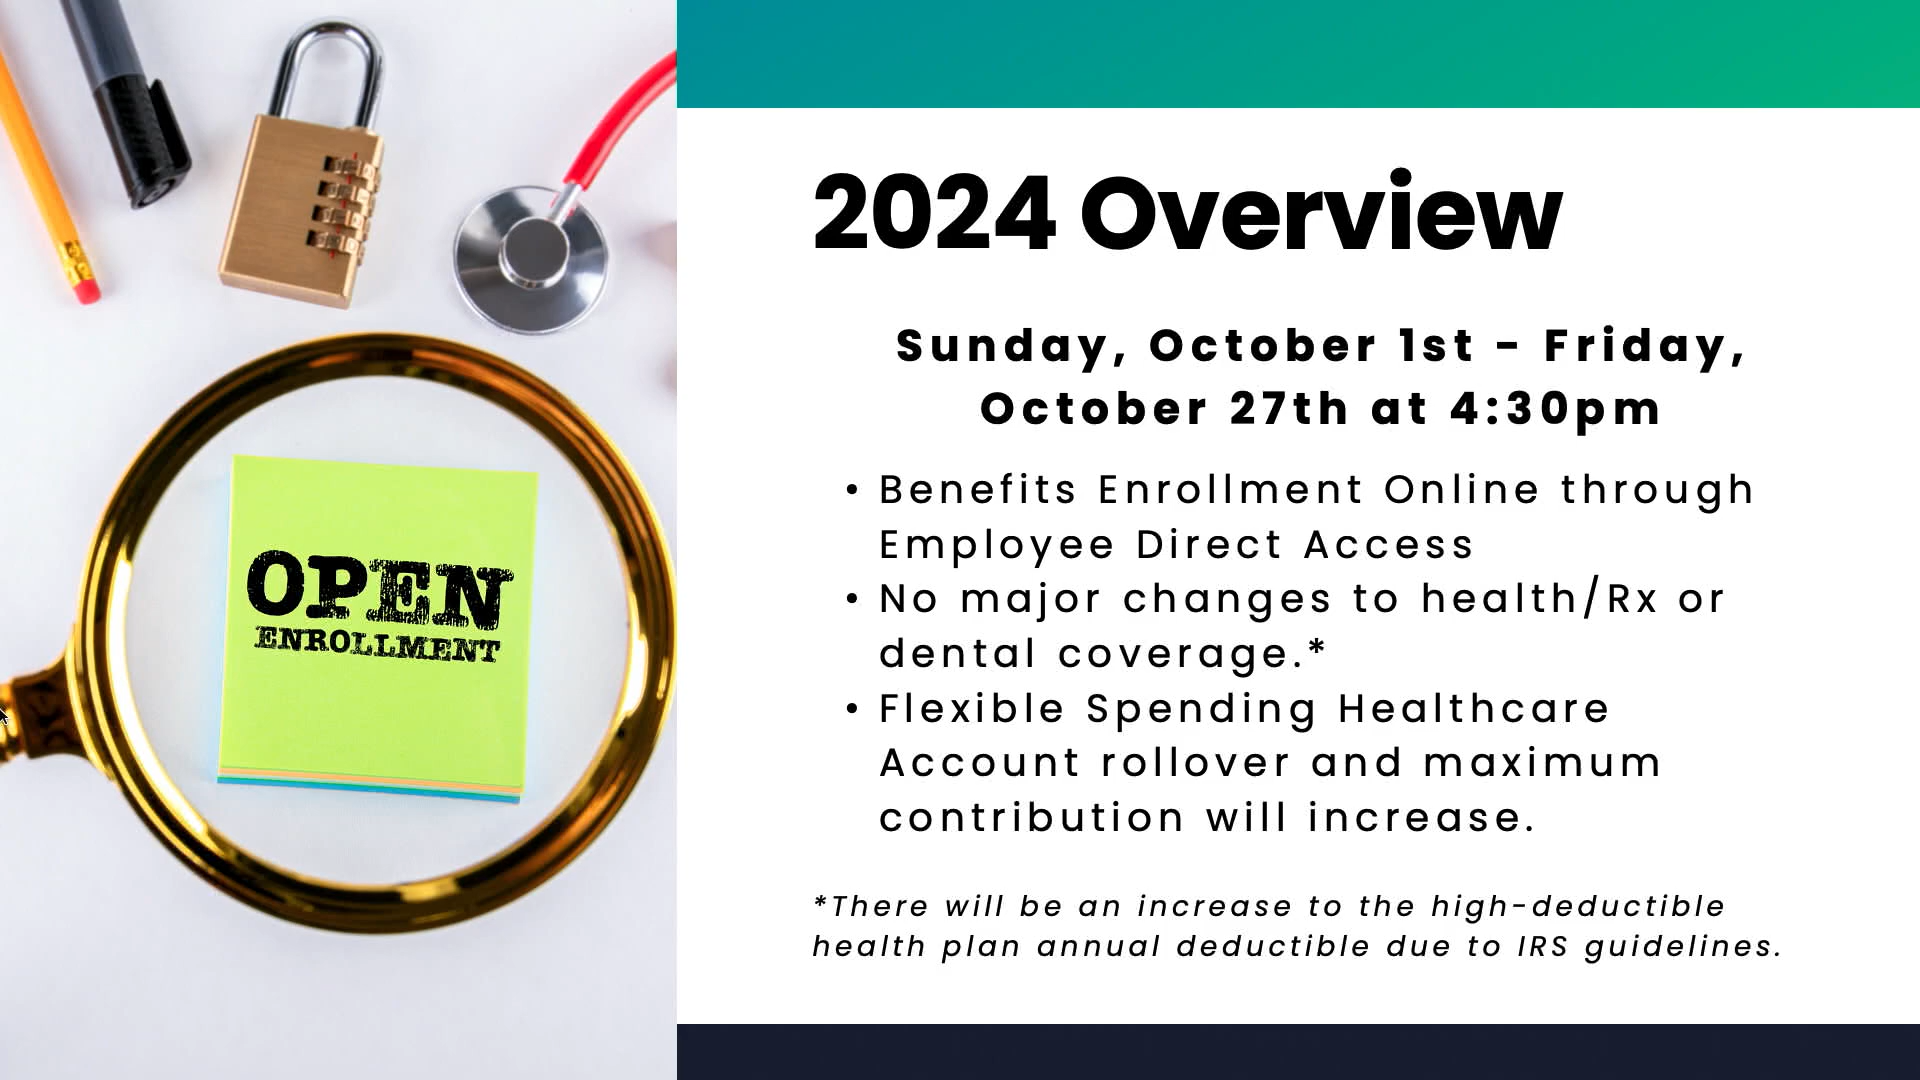 OPEN
ENROLLMENT
2024 Overview
Sunday, October 1st - Friday,
October 27th at 4:30pm
• Benefits Enrollment Online through
Employee Direct Access
• No major changes to health/Rx or
dental coverage.*
• Flexible Spending Healthcare
Account rollover and maximum
contribution will increase.
*There will be an increase to the high-deductible
health plan annual deductible due to IRS guidelines.